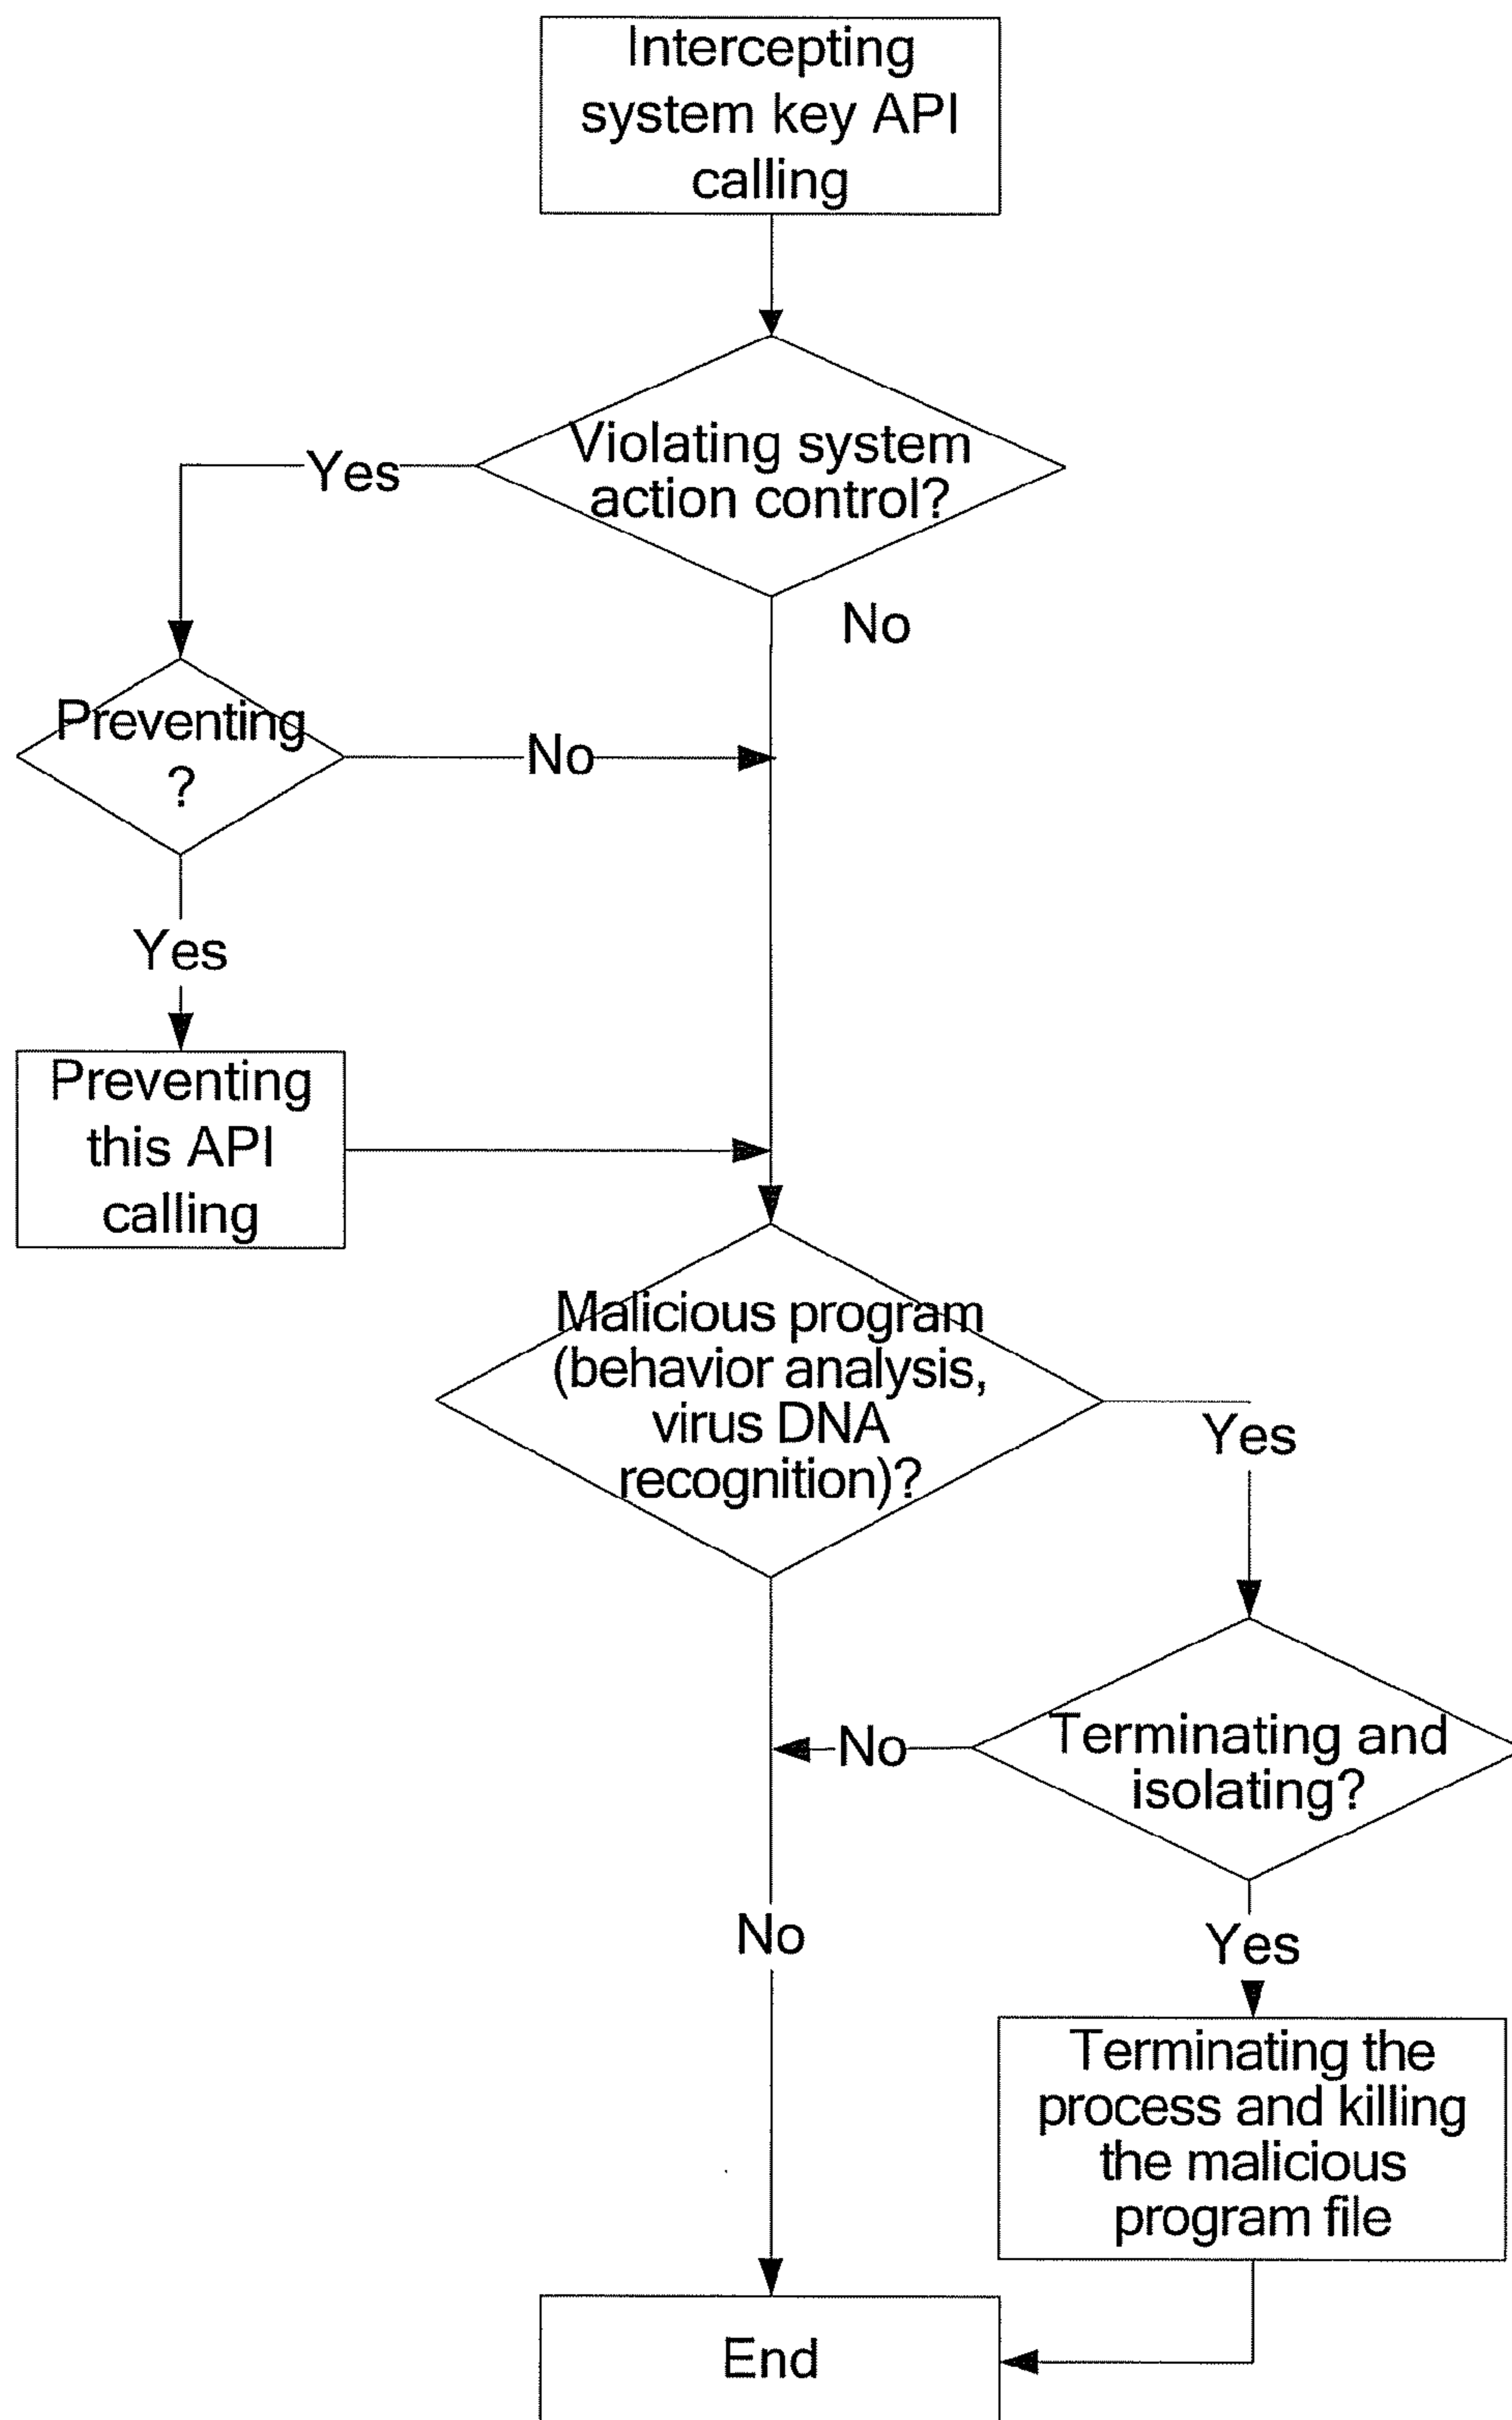 Intercepting
system key API
calling
Violating system
action control?
Yes
No
Preventing
?
No
Yes
Preventing
this API
calling
Malicious program
(behavior analysis,
virus DNA
recognition)?
Yes
Terminating and
isolating?
No
No
Yes
Terminating the
process and killing
the malicious
program file
End